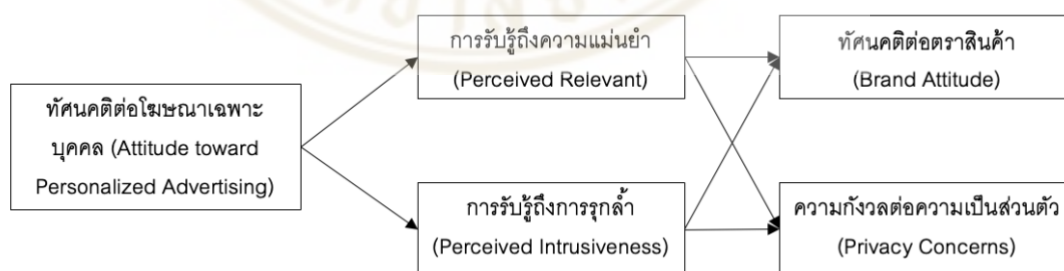 การรับรู้ถึงความแม่นยำ
(Perceived Relevant)
ทัศนคติต่อตราสินค้า
(Brand Attitude)
ทัศนคติต่อโฆษณาเฉพาะ
บุคคล (Attitude toward
Personalized Advertising)
การรับรู้ถึงการรุกล้ำ
(Perceived Intrusiveness)
ความกังวลต่อความเป็นส่วนตัว
(Privacy Concerns)